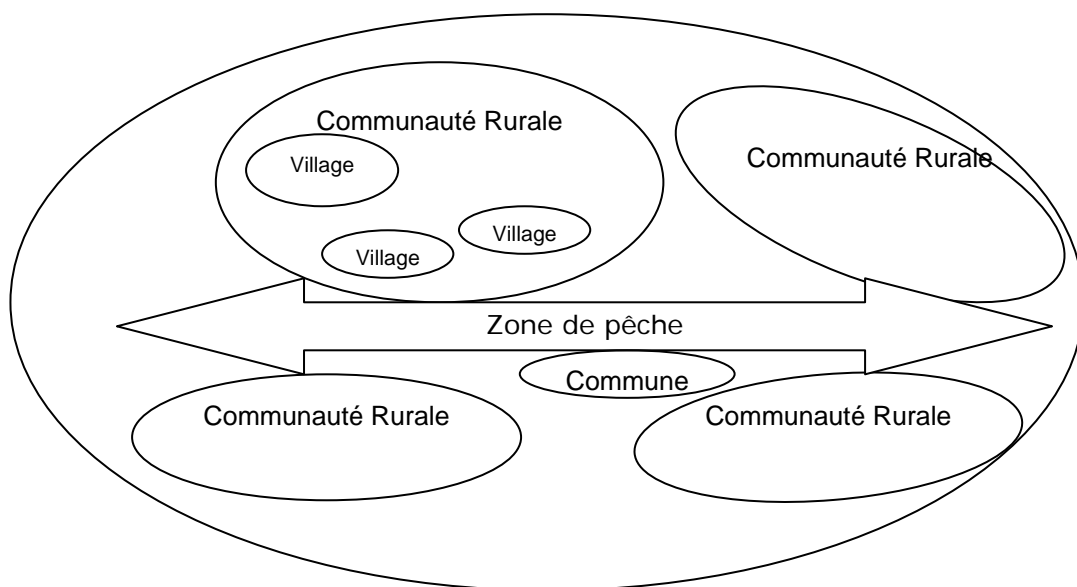 Communauté Rurale
Communauté Rurale
Village
Village
Village
Zone de pêche
Commune
Communauté Rurale
Communauté Rurale